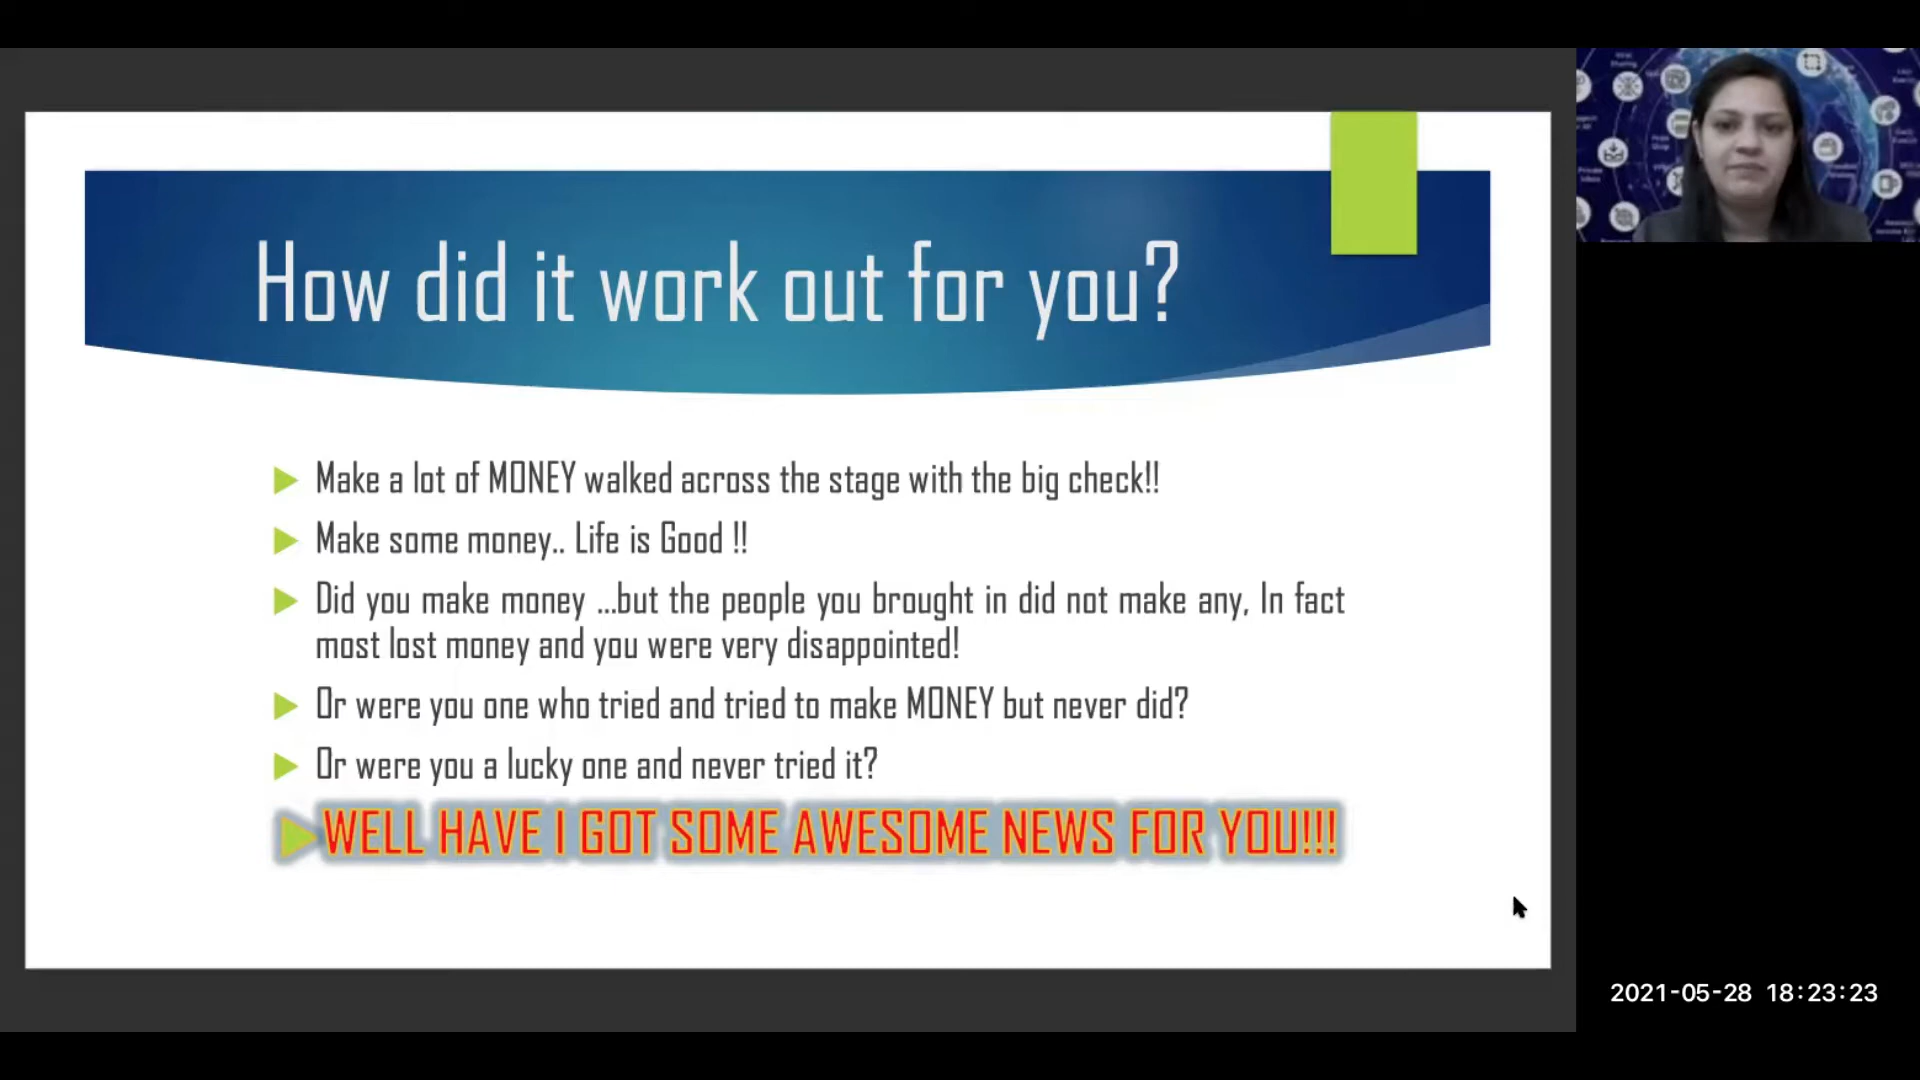 How did it work out for you?
Make a lot of MONEY walked across the stage with the big check!!
Make some money.. Life is Good !!
Did you make money ...but the people you brought in did not make any, In fact
most lost money and you were very disappointed!
Or were you one who tried and tried to make MONEY but never did?
Or were you a lucky one and never tried it?
WELL HAVE I GOT SOME AWESOME NEWS FOR YOU!!!
2021-05-28 18:23:23